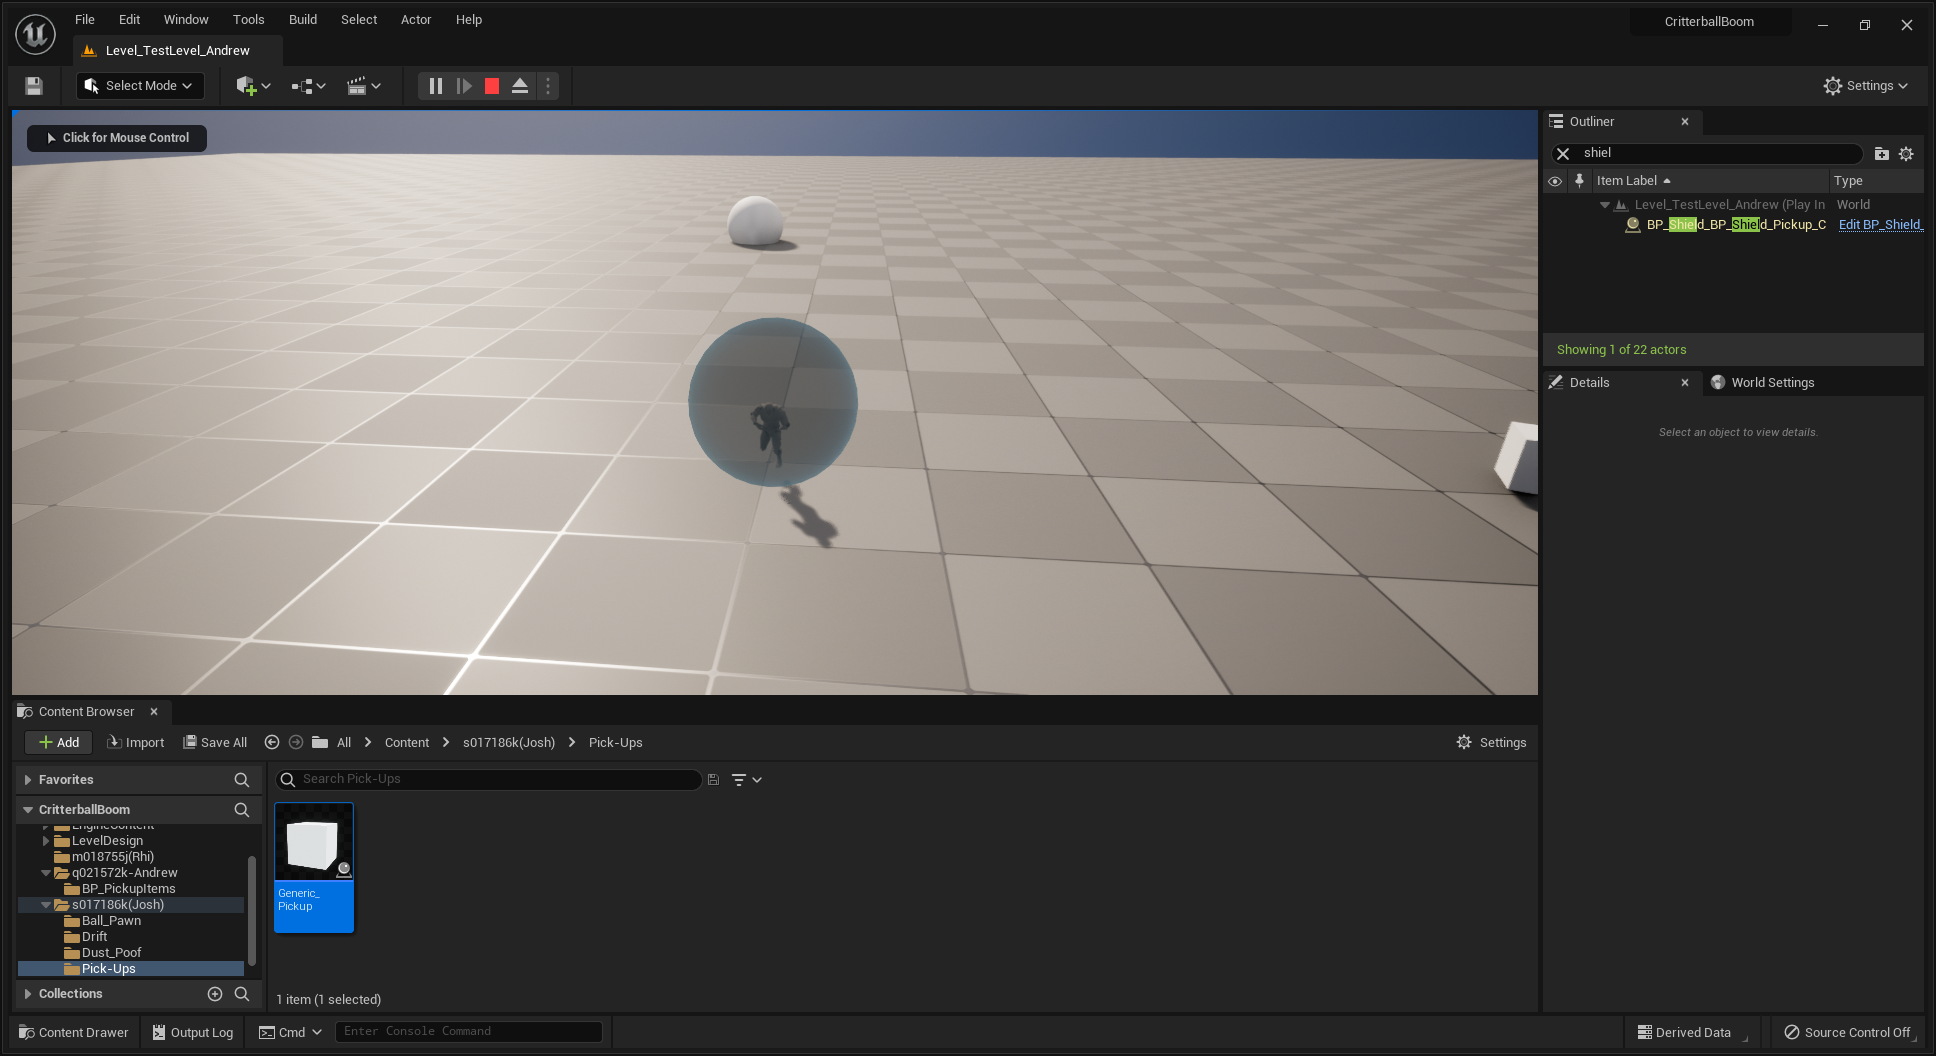 File Edit Window Tools Build Select Actor Help
CritterballBoom
Level_TestLevel_Andrew
Select Mode
Settings
Click for Mouse Control
Outliner
shiel
Item Label Type
Level_TestLevel_Andrew (Play In World
BP_Shield_BP_Shield_Pickup_C Edit BP_Shield_
Showing 1 of 22 actors
Details World Settings
Select an object to view details.
Content Browser
Add Import Save All All Content s017186k(Josh) Pick-Ups Settings
Favorites
Search Pick-Ups
CritterballBoom
EngineContent
LevelDesign
m018755j(Rhi)
q021572k-Andrew
BP_PickupItems
s017186k(Josh)
Ball_Pawn
Drift
Dust_Poof
Pick-Ups
Generic_
Pickup
Collections
1 item (1 selected)
Content Drawer Output Log Cmd Enter Console Command Derived Data Source Control Off